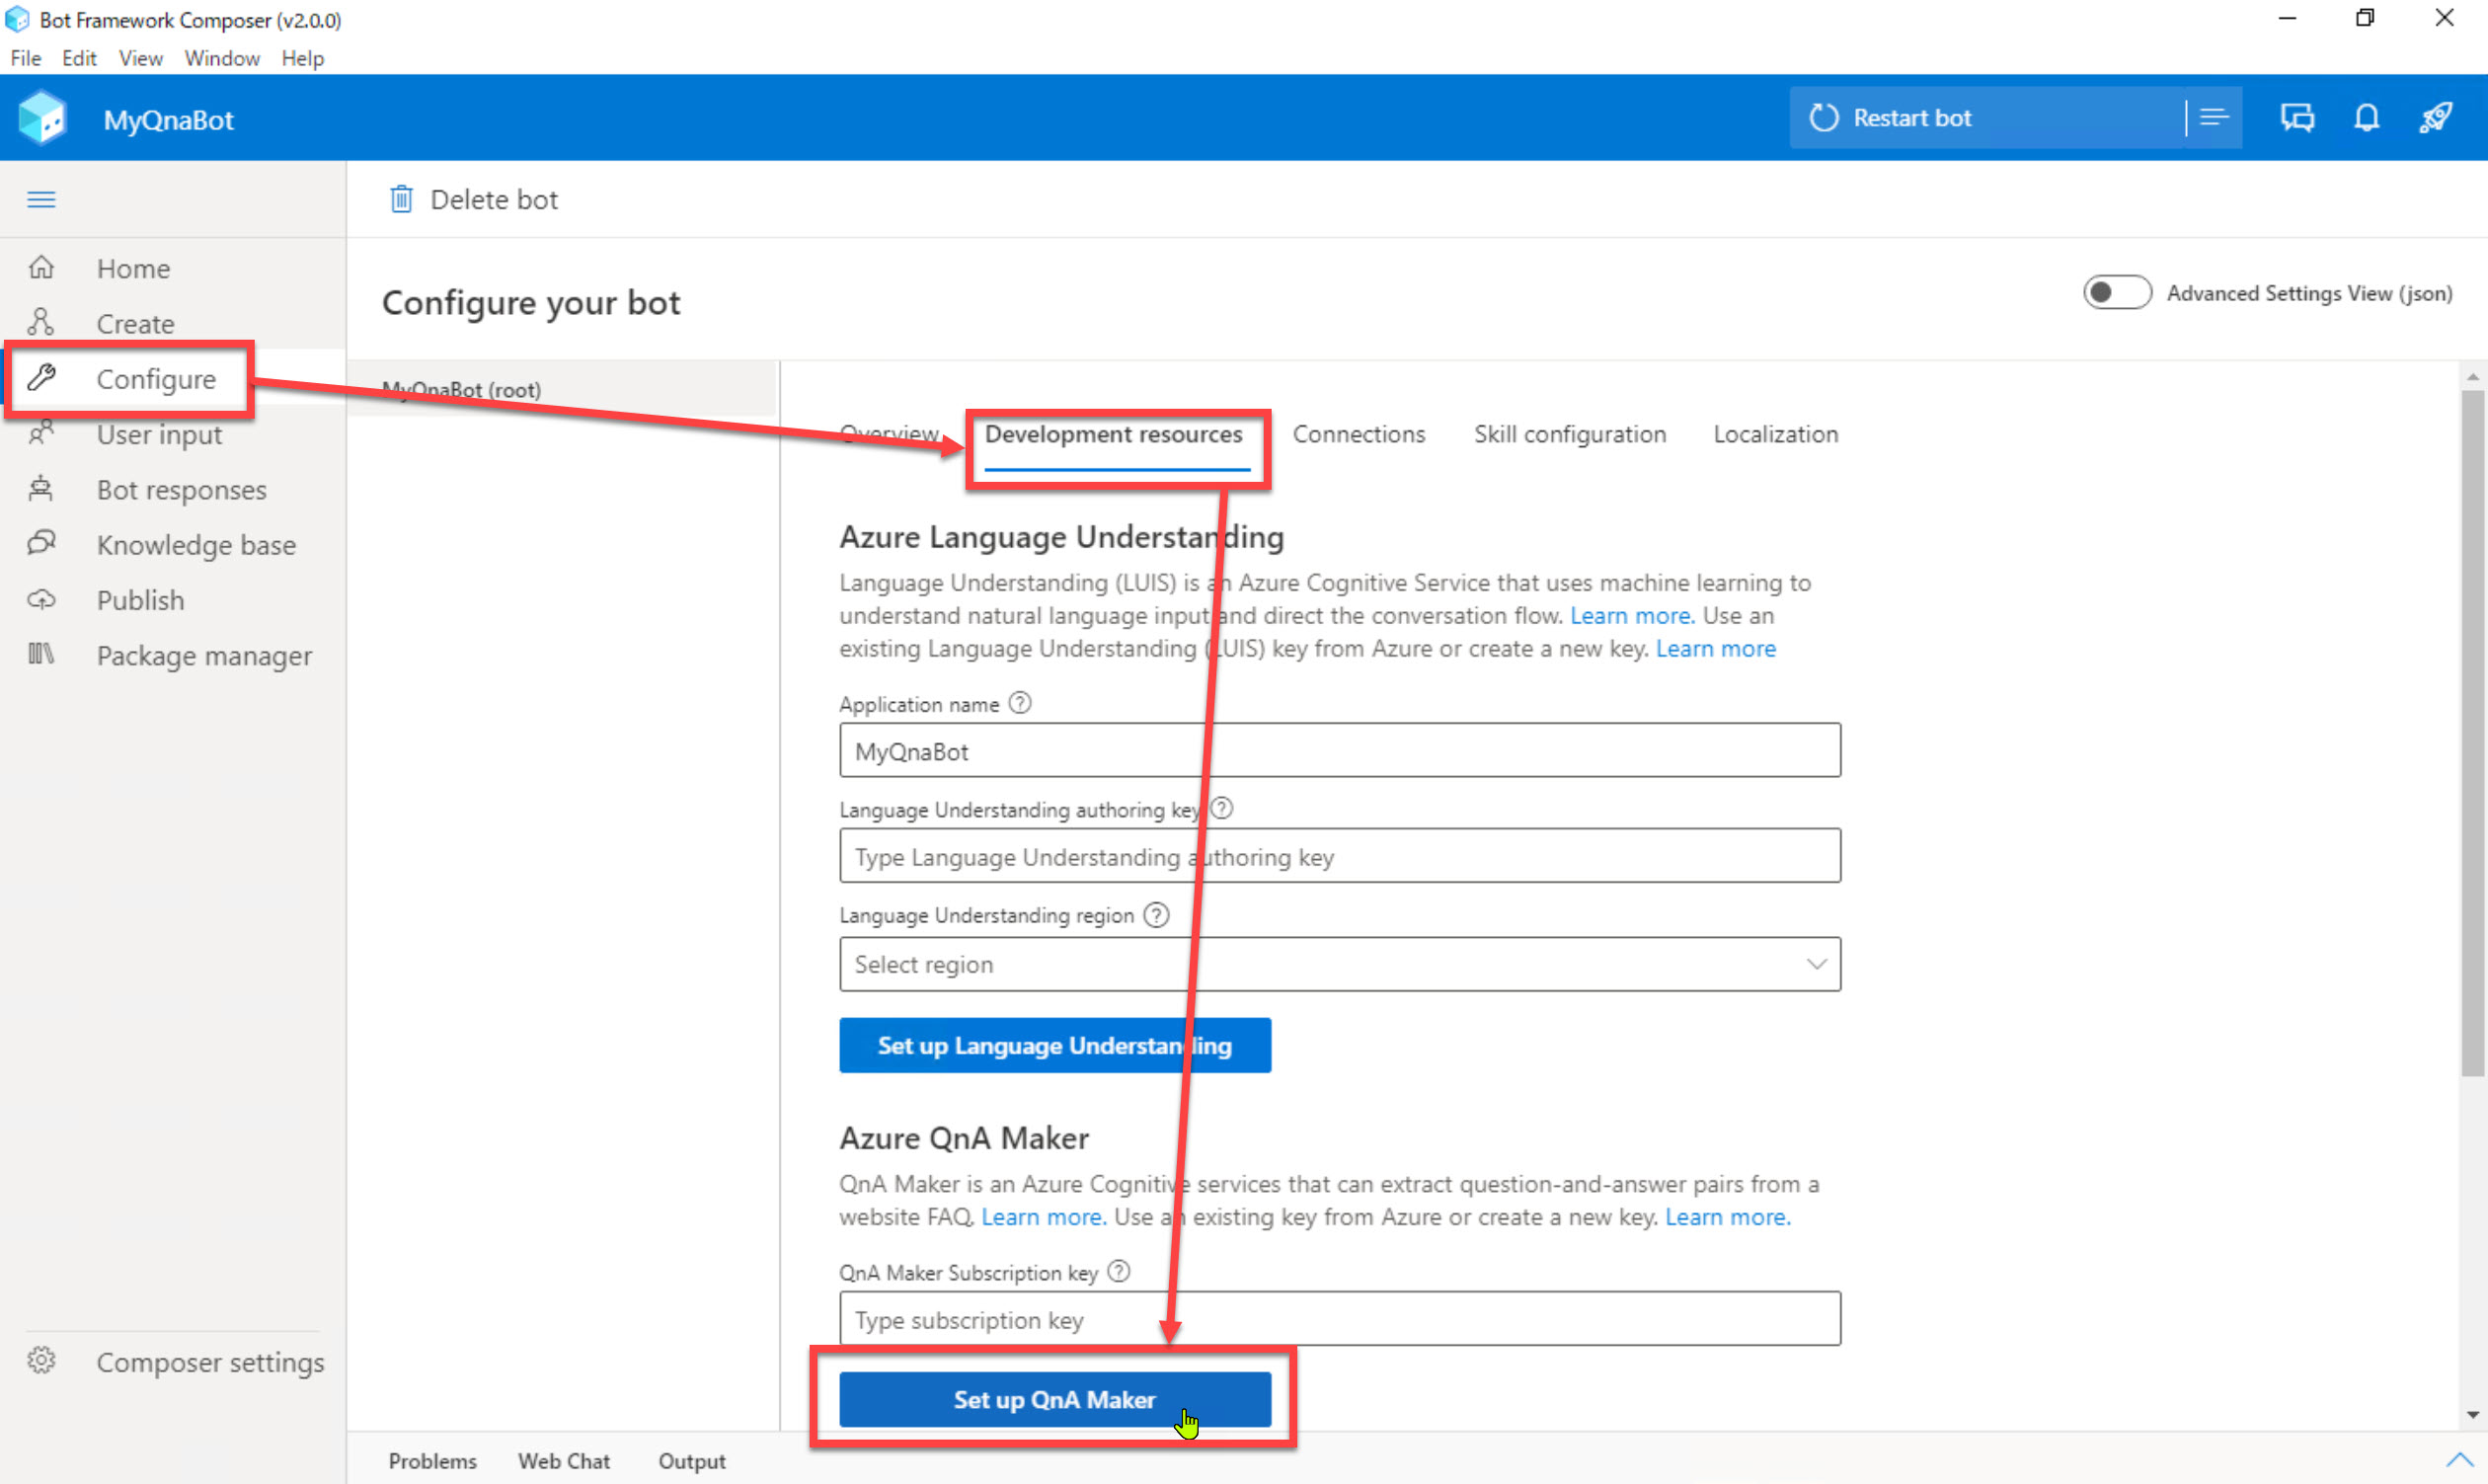 Bot Framework Composer (v2.0.0)
File Edit View Window Help
MyQnaBot
Restart bot
Delete bot
Home
Create
Configure
User input
Bot responses
Knowledge base
Publish
Package manager
Composer settings
Configure your bot
Advanced Settings View (json)
MyQnaBot (root)
Overview Development resources Connections Skill configuration Localization
Azure Language Understanding
Language Understanding (LUIS) is an Azure Cognitive Service that uses machine learning to
understand natural language input and direct the conversation flow. Learn more. Use an
existing Language Understanding (LUIS) key from Azure or create a new key. Learn more
Application name
MyQnaBot
Language Understanding authoring key
Type Language Understanding authoring key
Language Understanding region
Select region
Set up Language Understanding
Azure QnA Maker
QnA Maker is an Azure Cognitive services that can extract question-and-answer pairs from a
website FAQ. Learn more. Use an existing key from Azure or create a new key. Learn more.
QnA Maker Subscription key
Type subscription key
Set up QnA Maker
Problems Web Chat Output